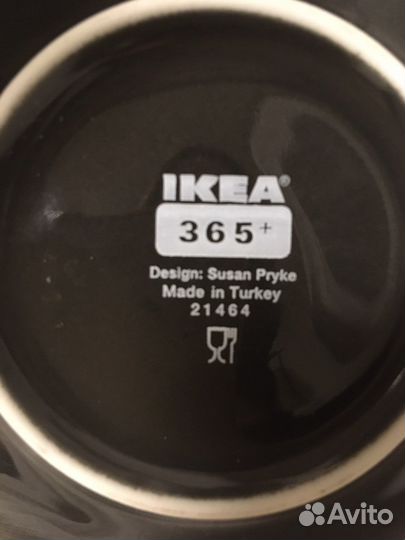 IKEA®
365+
Design: Susan Pryke
Made in Turkey
21464
Avito